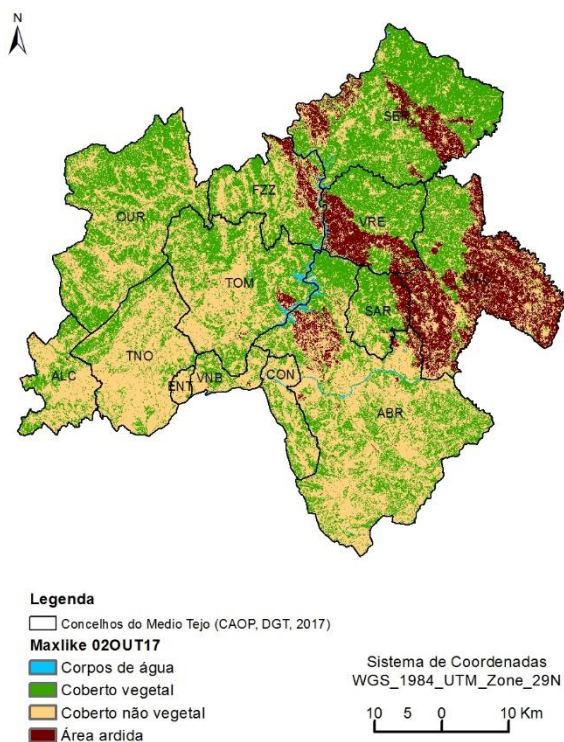 N
SE
FZZ
OUR
VRE
TOM
SAR
TNO
ALC
ENT
VNB
CON
ABR
Legenda
Concelhos do Medio Tejo (CAOP, DGT, 2017)
Maxlike 02OUT17
Corpos de água
Coberto vegetal
Coberto não vegetal
Área ardida
Sistema de Coordenadas
WGS_1984_UTM_Zone_29N
10 5 0 10 Km